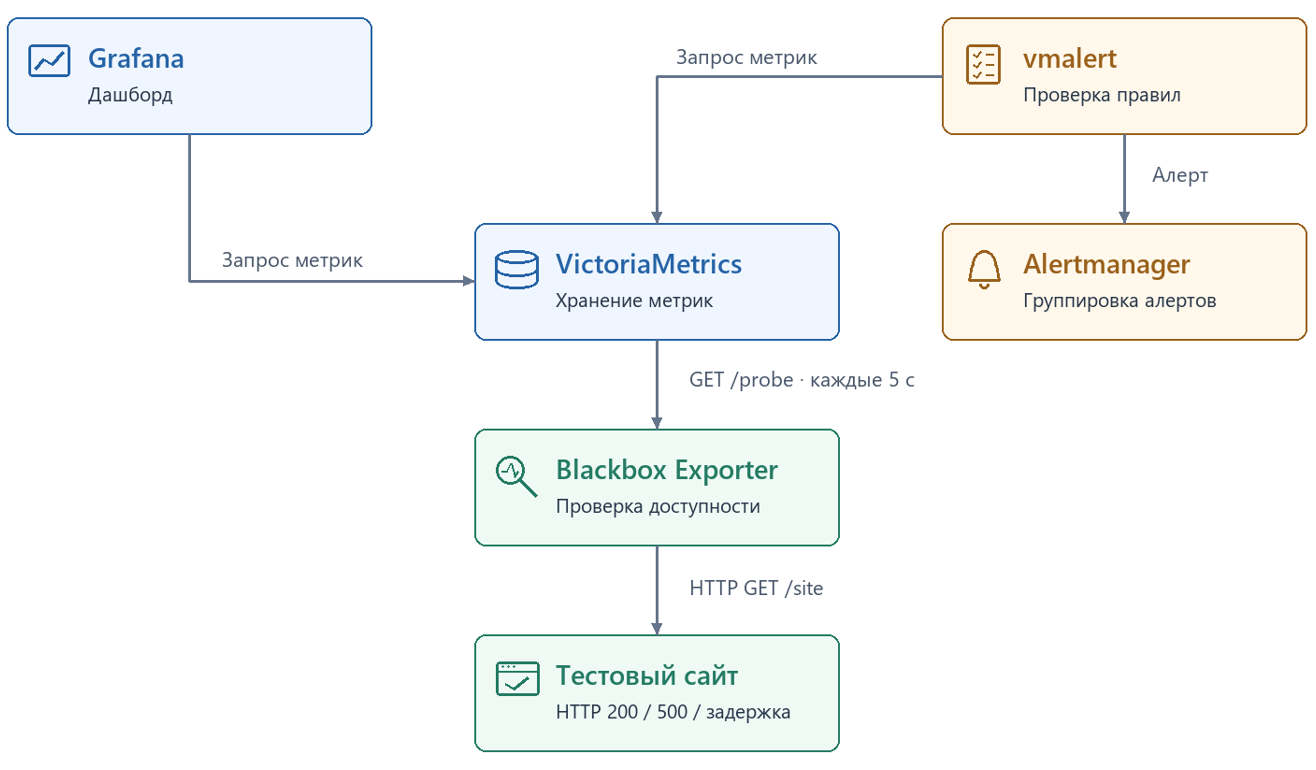 Grafana
Дашборд
Запрос метрик
vmalert
Проверка правил
Алерт
Запрос метрик
VictoriaMetrics
Хранение метрик
Alertmanager
Группировка алертов
GET /probe · каждые 5 с
Blackbox Exporter
Проверка доступности
HTTP GET /site
Тестовый сайт
HTTP 200 / 500 / задержка